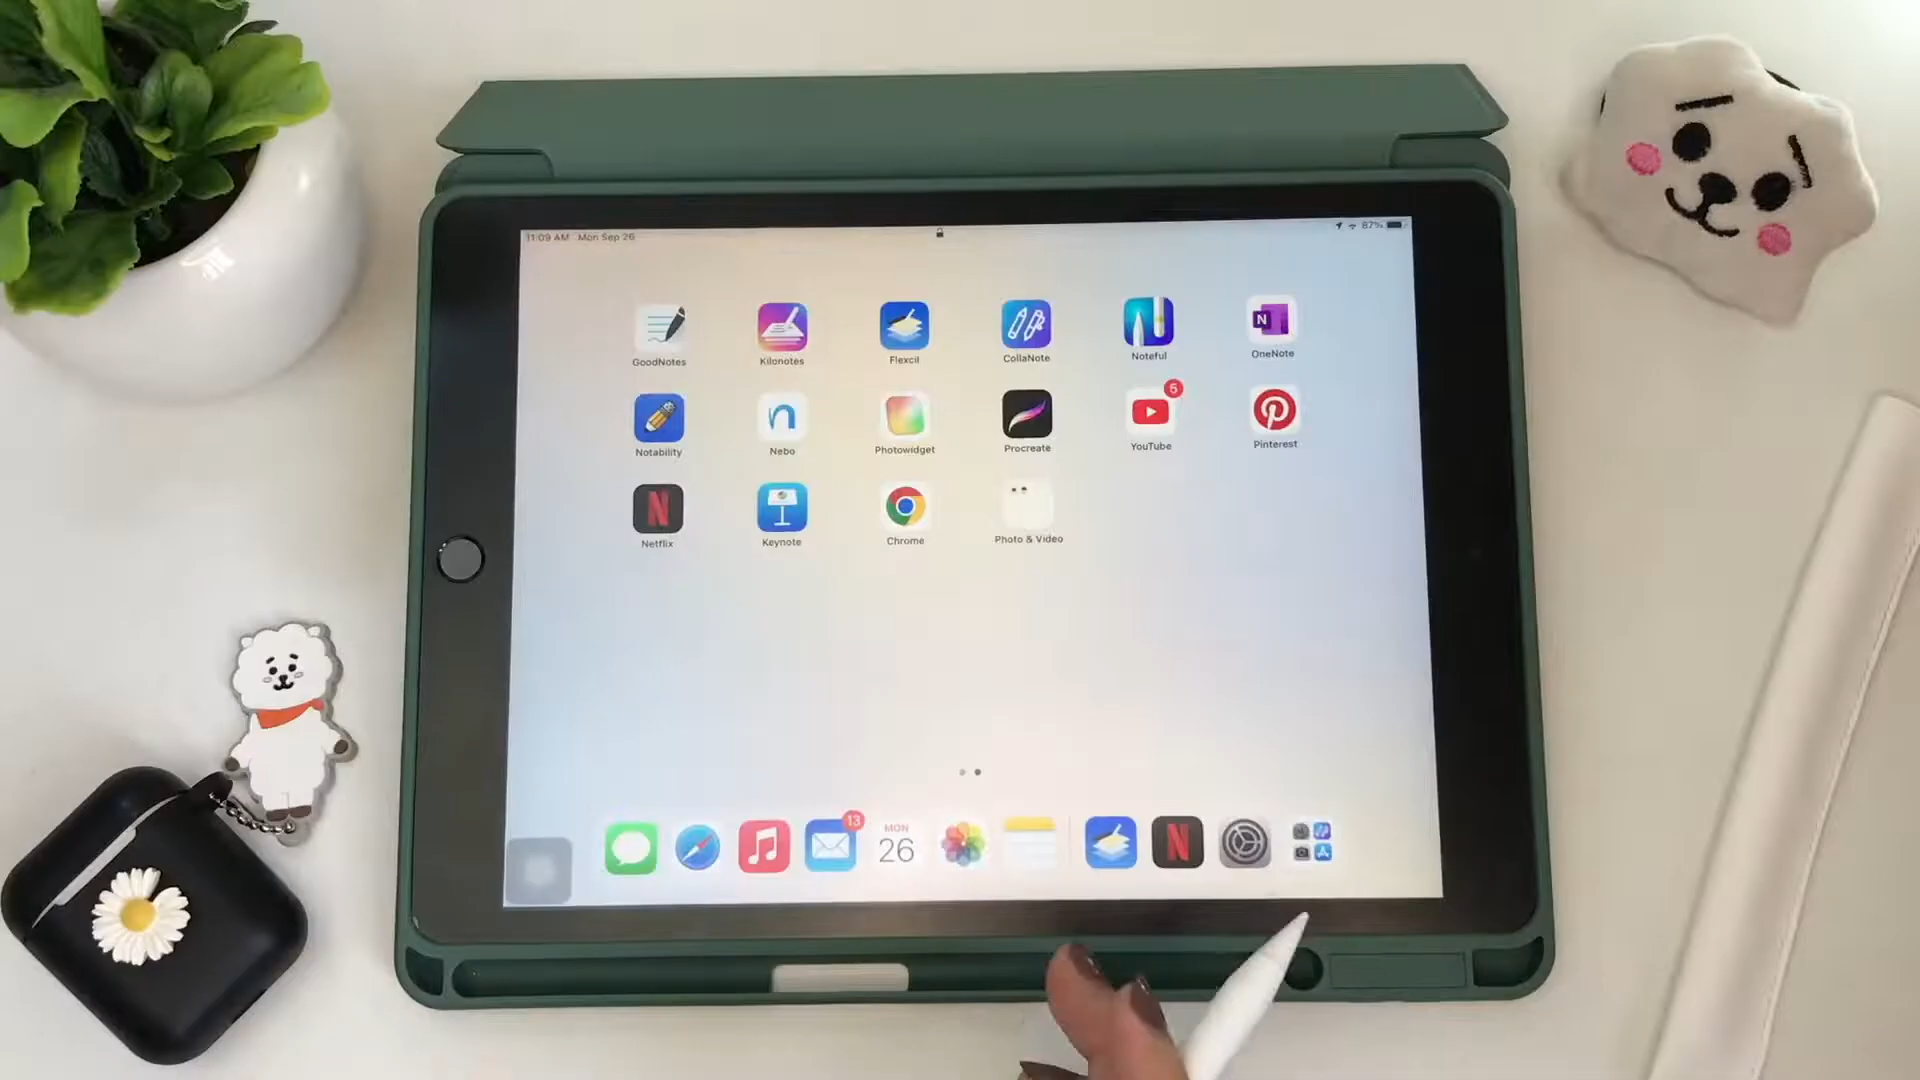 11:09 AM Mon Sep 26
87%
GoodNotes
Kilonotes
Flexcil
CollaNote
Noteful
N
OneNote
5
Notability
n
Nebo
Photowidget
Procreate
YouTube
Pinterest
N
Netflix
Keynote
Chrome
Photo & Video
13
MON
26
N